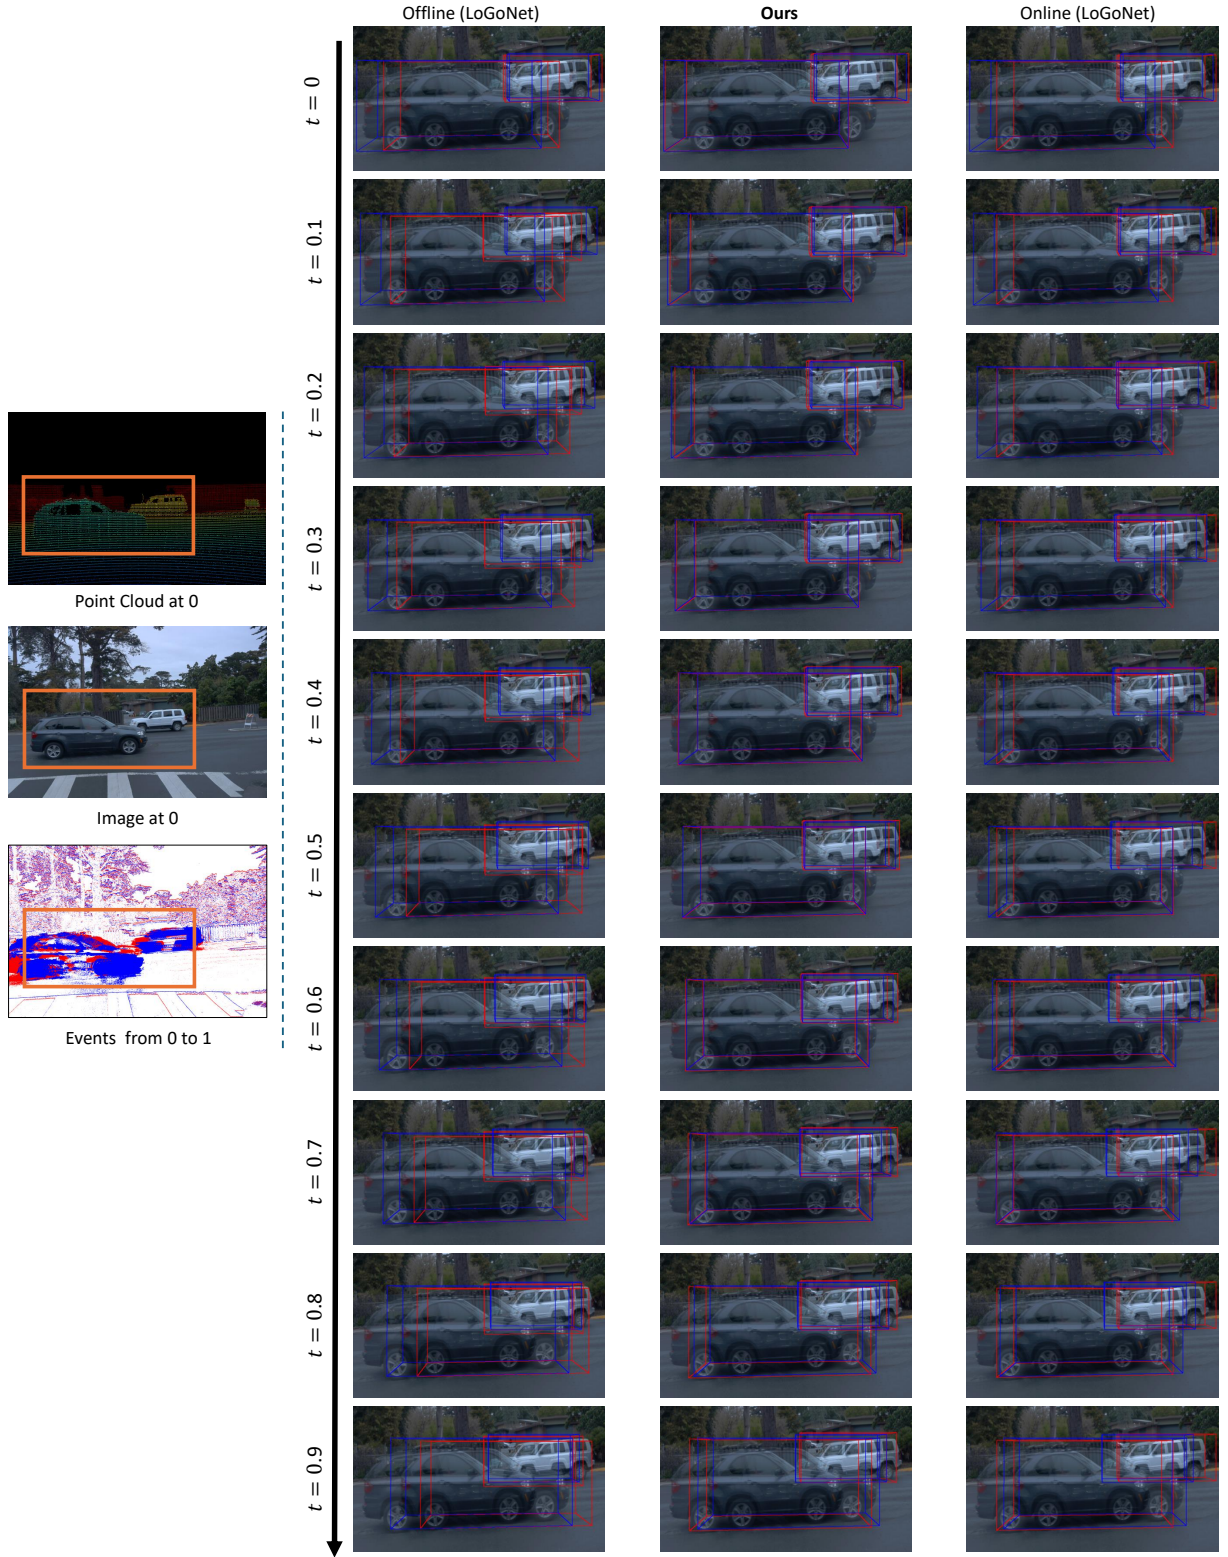 Offline (LoGoNet)
Ours
Online (LoGoNet)
t = 0
t = 0.1
t = 0.2
t = 0.3
t = 0.4
t = 0.5
t = 0.6
t = 0.7
t = 0.8
t = 0.9
Point Cloud at 0
Image at 0
Events from 0 to 1